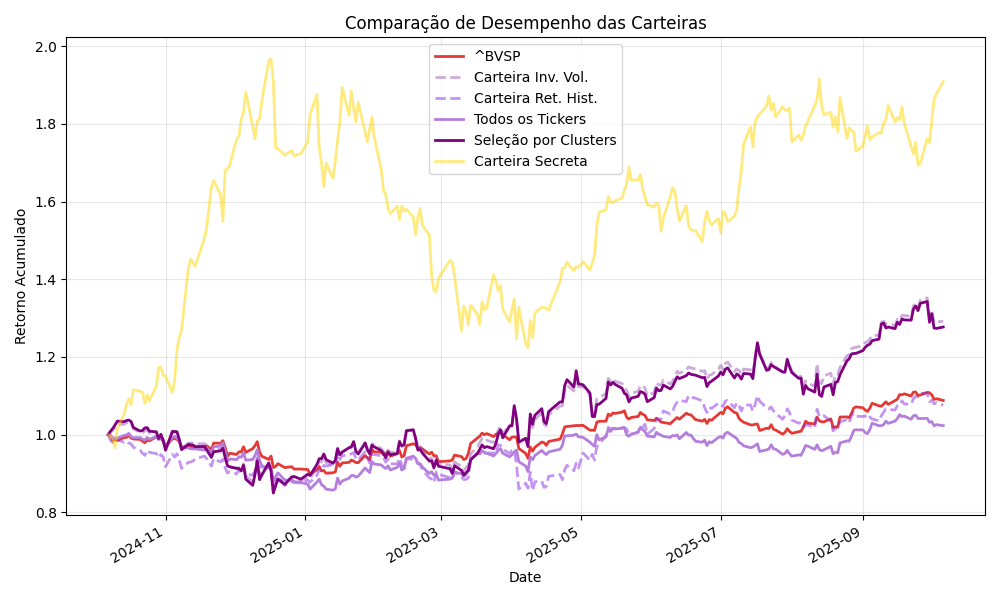 Comparação de Desempenho das Carteiras
Retorno Acumulado
2.0
1.8
1.6
1.4
1.2
1.0
0.8
^BVSP
Carteira Inv. Vol.
Carteira Ret. Hist.
Todos os Tickers
Seleção por Clusters
Carteira Secreta
2024-11
2025-01
2025-03
2025-05
2025-07
2025-09
Date